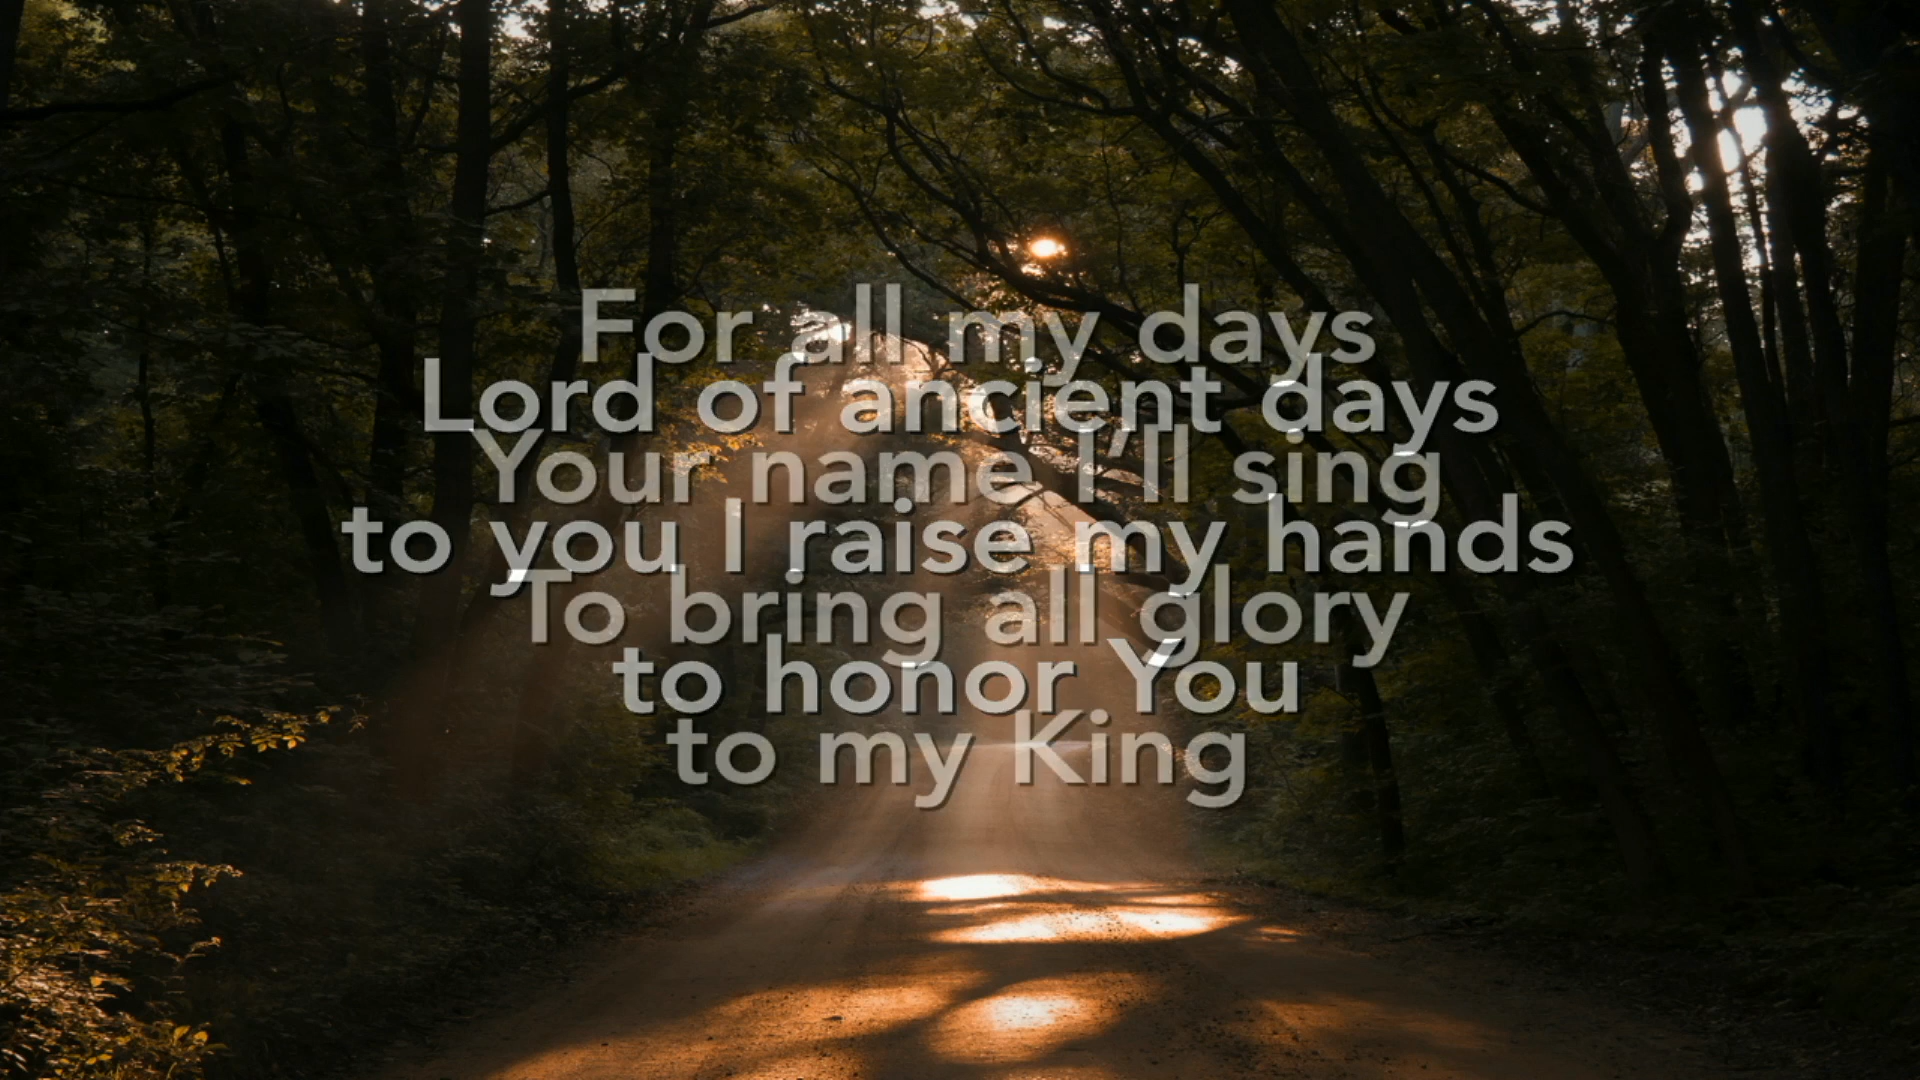 For all my days
Lord of ancient days
Your name I'll sing
to you I raise my hands
To bring all glory
to honor You
to my King